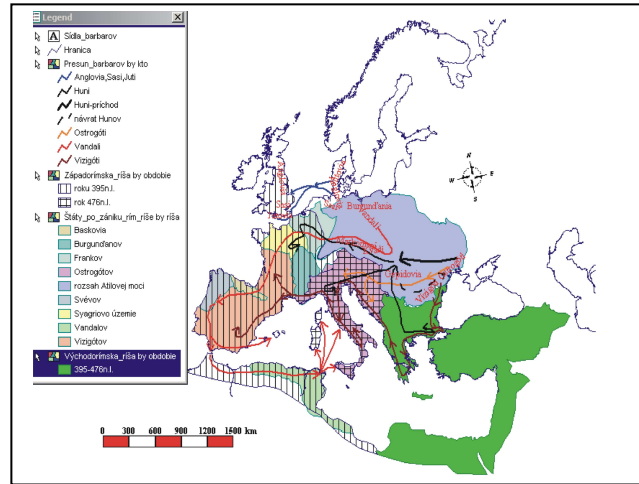 Legend
Sídla_barbarov
Hranica
Presun_barbarov by kto
Anglovia,Sasi,Juti
Huni
Huni-príchod
návrat Hunov
Ostrogóti
Vandali
Vizigóti
Západorímska_ríša by obdobie
roku 395n.l.
rok 476n.l.
Štáty_po_zániku_rím_ríše by ríša
Baskovia
Burgunďanov
Frankov
Ostrogótov
rozsah Atilovej moci
Svévov
Syagriovo územie
Vandalov
Vizigótov
Východorímska_ríša by obdobie
395-476n.l.
N
W
E
S
Burgunďania
Vandali
0 300 600 900 1200 1500 km